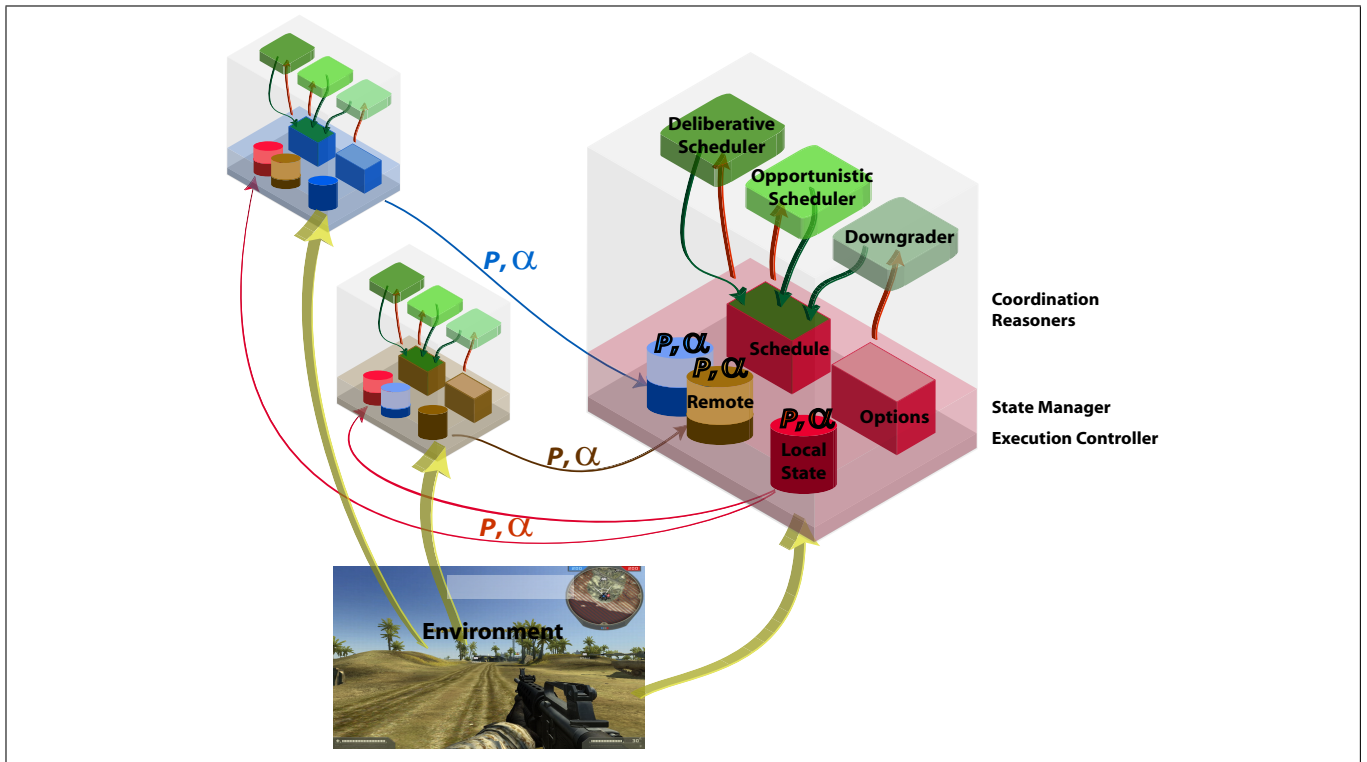 Deliberative
Scheduler
Opportunistic
Scheduler
Downgrader
P, α
Coordination
Reasoners
P, α
Schedule
P, α
Remote
State Manager
P, α
Options
Execution Controller
Local
State
P, α
P, α
Environment